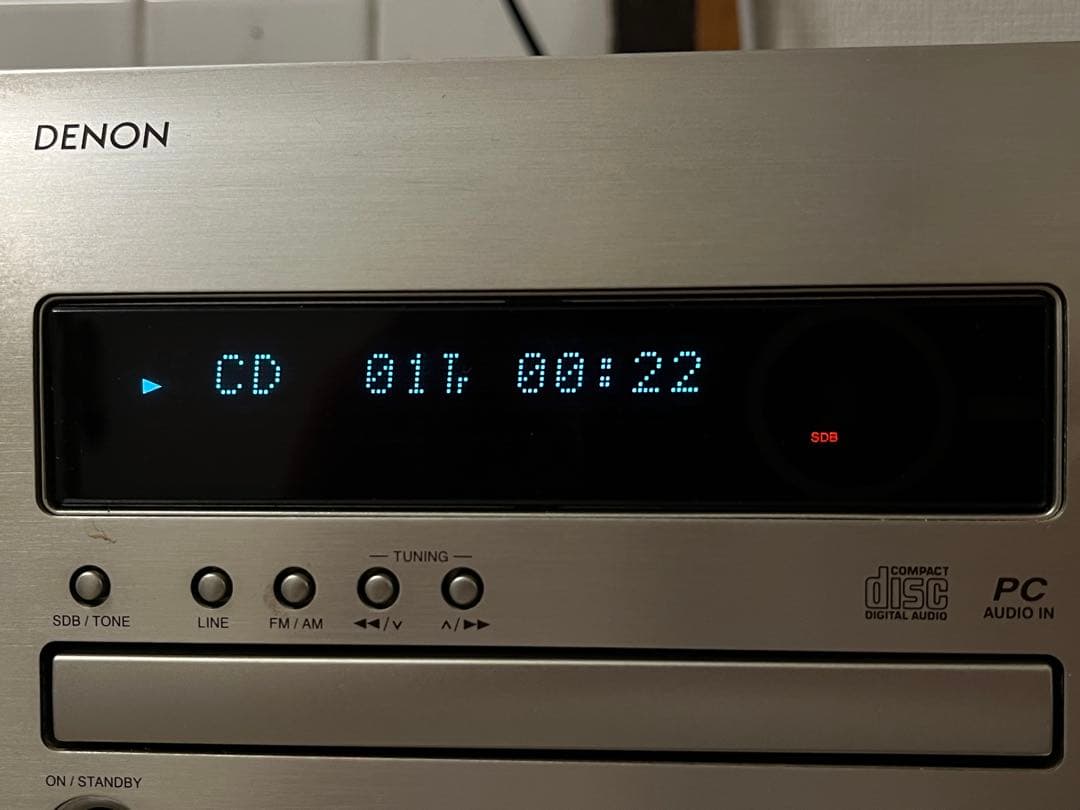 DENON
► CD 01Tr 00:22
SDB
TUNING
SDB / TONE
LINE
FM / AM
◄◄ / ∨
∧ / ►►
COMPACT
disc
DIGITAL AUDIO
PC
AUDIO IN
ON / STANDBY